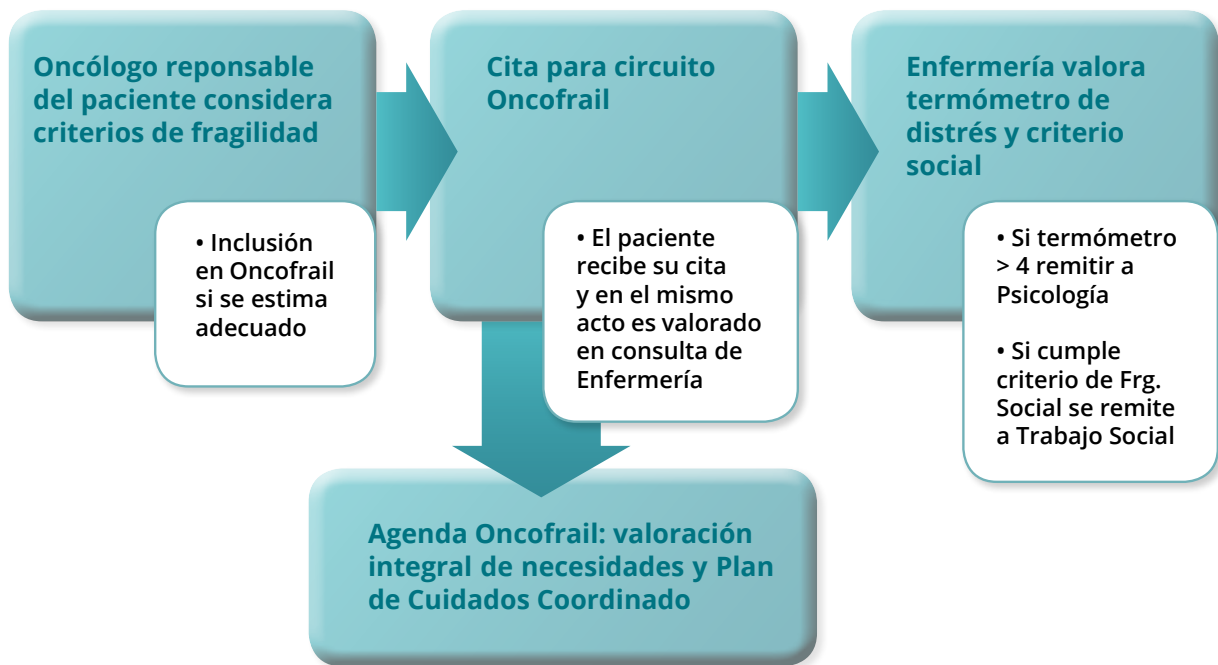 Oncólogo reponsable
del paciente considera
criterios de fragilidad
• Inclusión
en Oncofrail
si se estima
adecuado
Cita para circuito
Oncofrail
• El paciente
recibe su cita
y en el mismo
acto es valorado
en consulta de
Enfermería
Enfermería valora
termómetro de
distrés y criterio
social
• Si termómetro
> 4 remitir a
Psicología
• Si cumple
criterio de Frg.
Social se remite
a Trabajo Social
Agenda Oncofrail: valoración
integral de necesidades y Plan
de Cuidados Coordinado